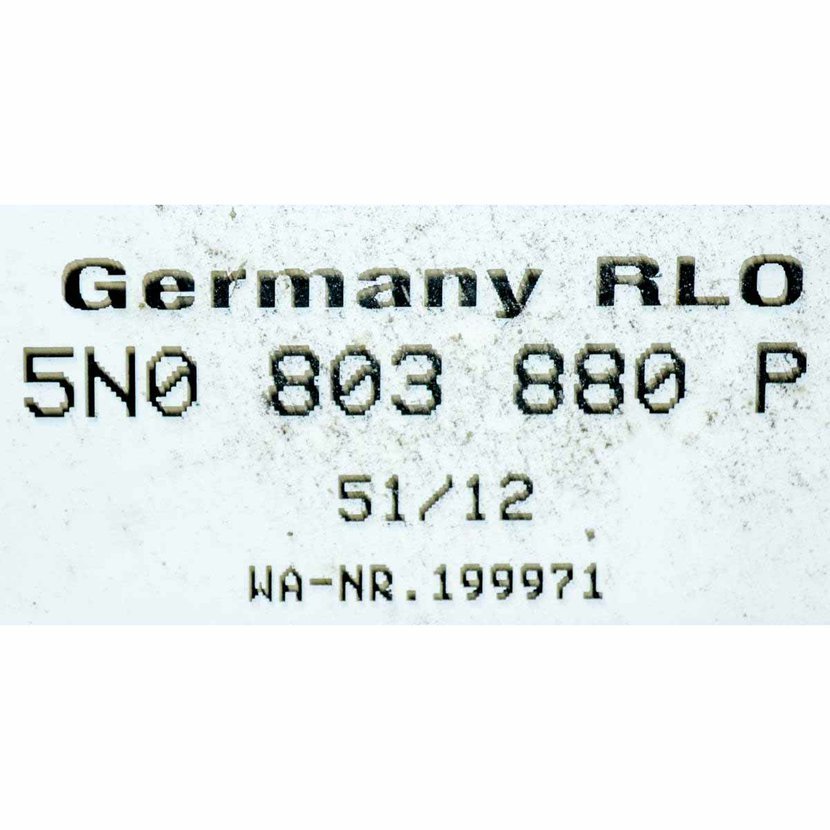 Germany RLO
5N0 803 880 P
51/12
WA-NR.199971